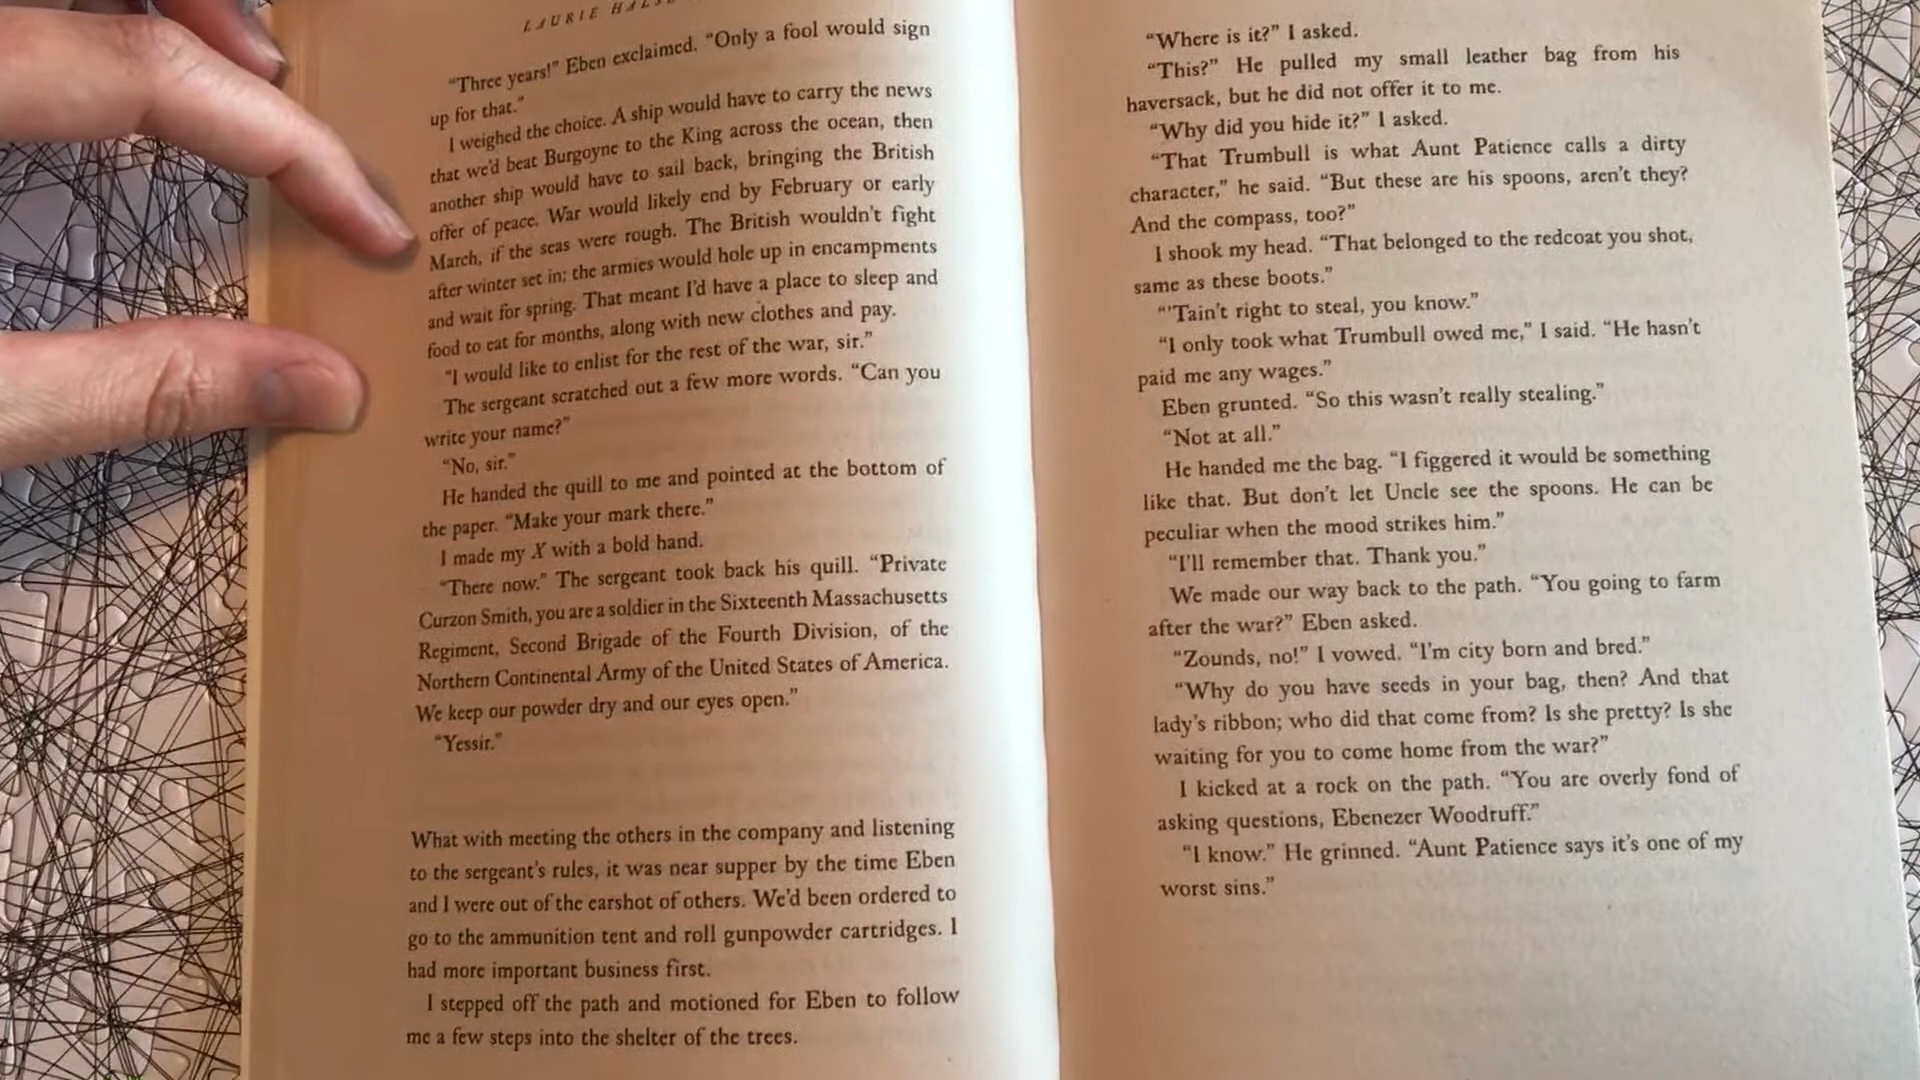 LAURIE
"Three years!" Eben exclaimed. "Only a fool would sign
up for that."
I weighed the choice. A ship would have to carry the news
that we'd beat Burgoyne to the King across the ocean, then
another ship would have to sail back, bringing the British
offer of peace. War would likely end by February or early
March, if the seas were rough. The British wouldn't fight
after winter set in; the armies would hole up in encampments
and wait for spring. That meant I'd have a place to sleep and
food to eat for months, along with new clothes and pay.
"I would like to enlist for the rest of the war, sir."
The sergeant scratched out a few more words. "Can you
write your name?"
"No, sir."
He handed the quill to me and pointed at the bottom of
the paper. "Make your mark there."
I made my X with a bold hand.
"There now." The sergeant took back his quill. "Private
Curzon Smith, you are a soldier in the Sixteenth Massachusetts
Regiment, Second Brigade of the Fourth Division, of the
Northern Continental Army of the United States of America.
We keep our powder dry and our eyes open."
"Yessir."
What with meeting the others in the company and listening
to the sergeant's rules, it was near supper by the time Eben
and I were out of the earshot of others. We'd been ordered to
go to the ammunition tent and roll gunpowder cartridges. I
had more important business first.
I stepped off the path and motioned for Eben to follow
me a few steps into the shelter of the trees.
"Where is it?" I asked.
"This?" He pulled my small leather bag from his
haversack, but he did not offer it to me.
"Why did you hide it?" I asked.
"That Trumbull is what Aunt Patience calls a dirty
character," he said. "But these are his spoons, aren't they?
And the compass, too?"
I shook my head. "That belonged to the redcoat you shot,
same as these boots."
"'Tain't right to steal, you know."
"I only took what Trumbull owed me," I said. "He hasn't
paid me any wages."
Eben grunted. "So this wasn't really stealing."
"Not at all."
He handed me the bag. "I figgered it would be something
like that. But don't let Uncle see the spoons. He can be
peculiar when the mood strikes him."
"I'll remember that. Thank you."
We made our way back to the path. "You going to farm
after the war?" Eben asked.
"Zounds, no!" I vowed. "I'm city born and bred."
"Why do you have seeds in your bag, then? And that
lady's ribbon; who did that come from? Is she pretty? Is she
waiting for you to come home from the war?"
I kicked at a rock on the path. "You are overly fond of
asking questions, Ebenezer Woodruff."
"I know." He grinned. "Aunt Patience says it's one of my
worst sins."